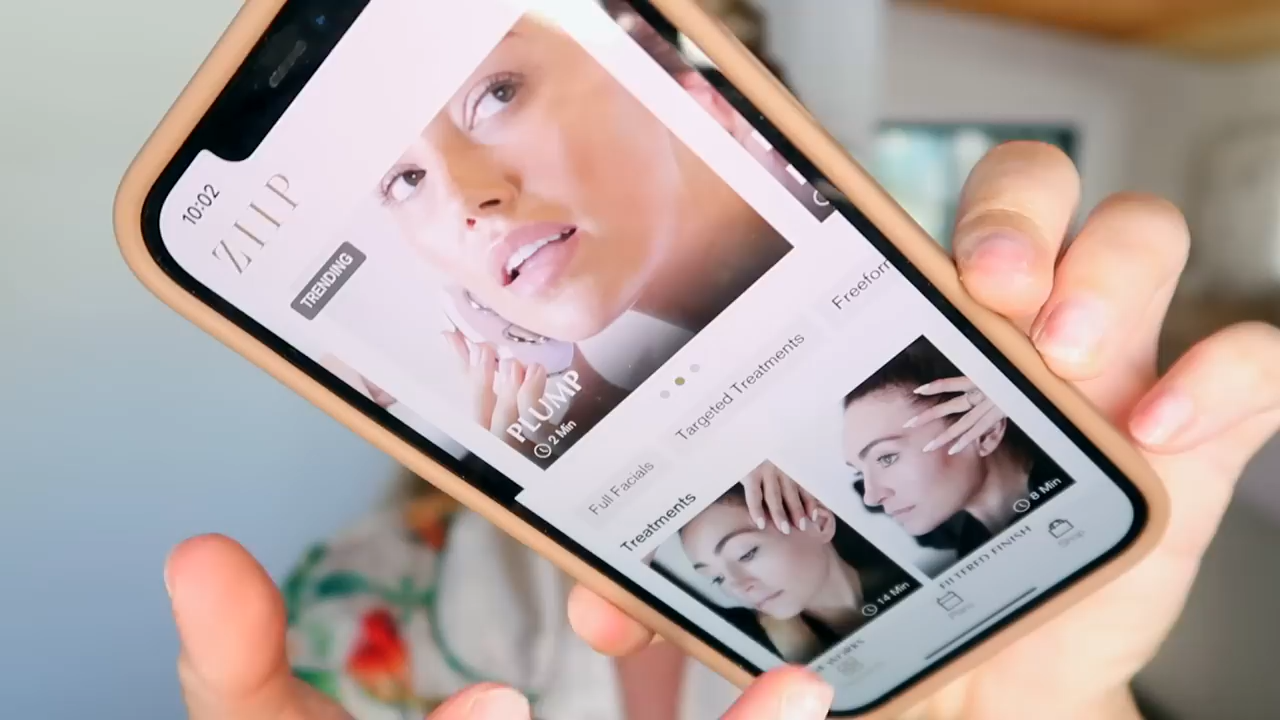 10:02
ZIIP
TRENDING
PLUMP
2 Min
Full Facials
Targeted Treatments
Freeform
Treatments
14 Min
8 Min
FILTERED FINISH
Shop